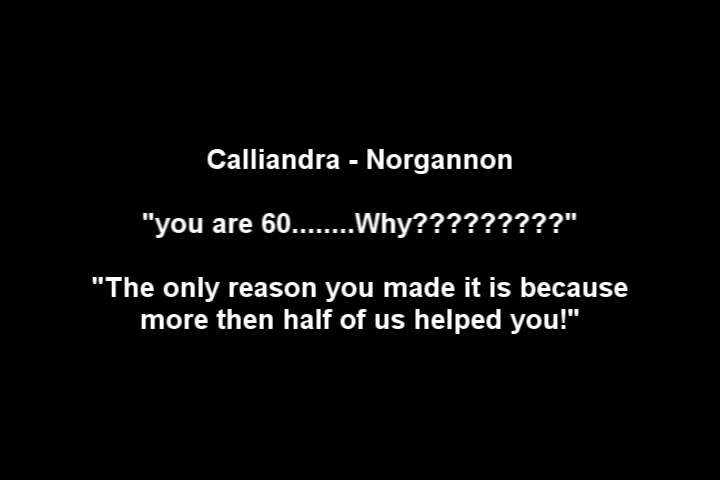 Calliandra - Norgannon
"you are 60........Why?????????"
"The only reason you made it is because
more then half of us helped you!"